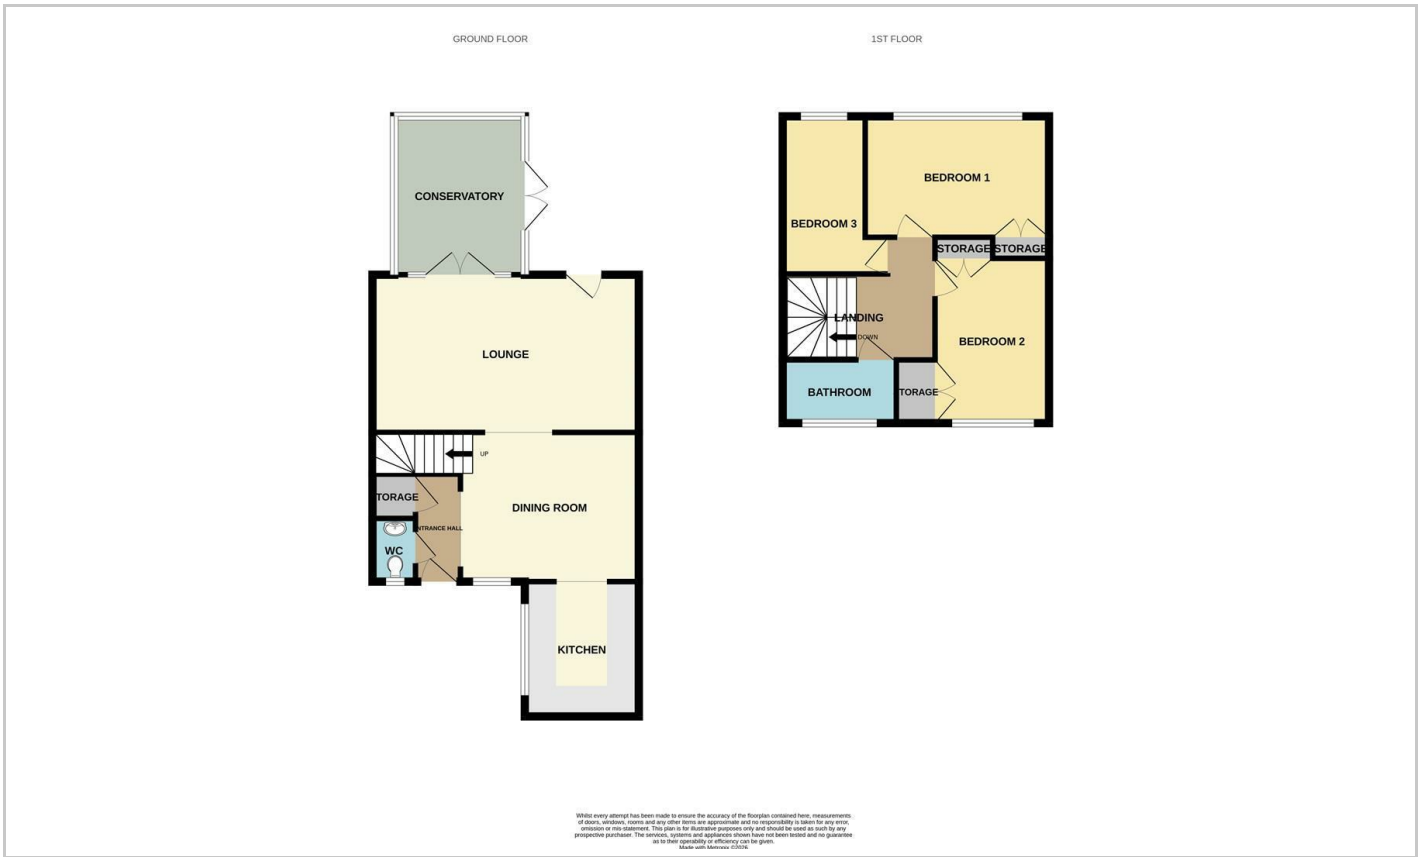 GROUND FLOOR
1ST FLOOR
CONSERVATORY
LOUNGE
UP
TORAGE
DINING ROOM
NTRANCE HALL
WC
KITCHEN
BEDROOM 1
BEDROOM 3
STORAGE
STORAGE
LANDING
DOWN
BEDROOM 2
BATHROOM
TORAGE
Whilst every attempt has been made to ensure the accuracy of the floorplan contained here, measurements
of doors, windows, rooms and any other items are approximate and no responsibility is taken for any error,
omission or mis-statement. This plan is for illustrative purposes only and should be used as such by any
prospective purchaser. The services, systems and appliances shown have not been tested and no guarantee
as to their operability or efficiency can be given.
Made with Metropix ©2026